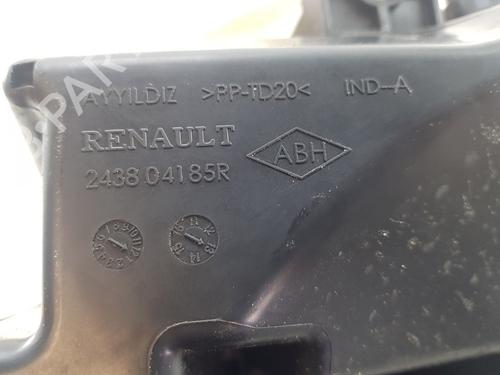 AYYILDIZ >PP-TD20< IND-A
RENAULT ABH
243804185R